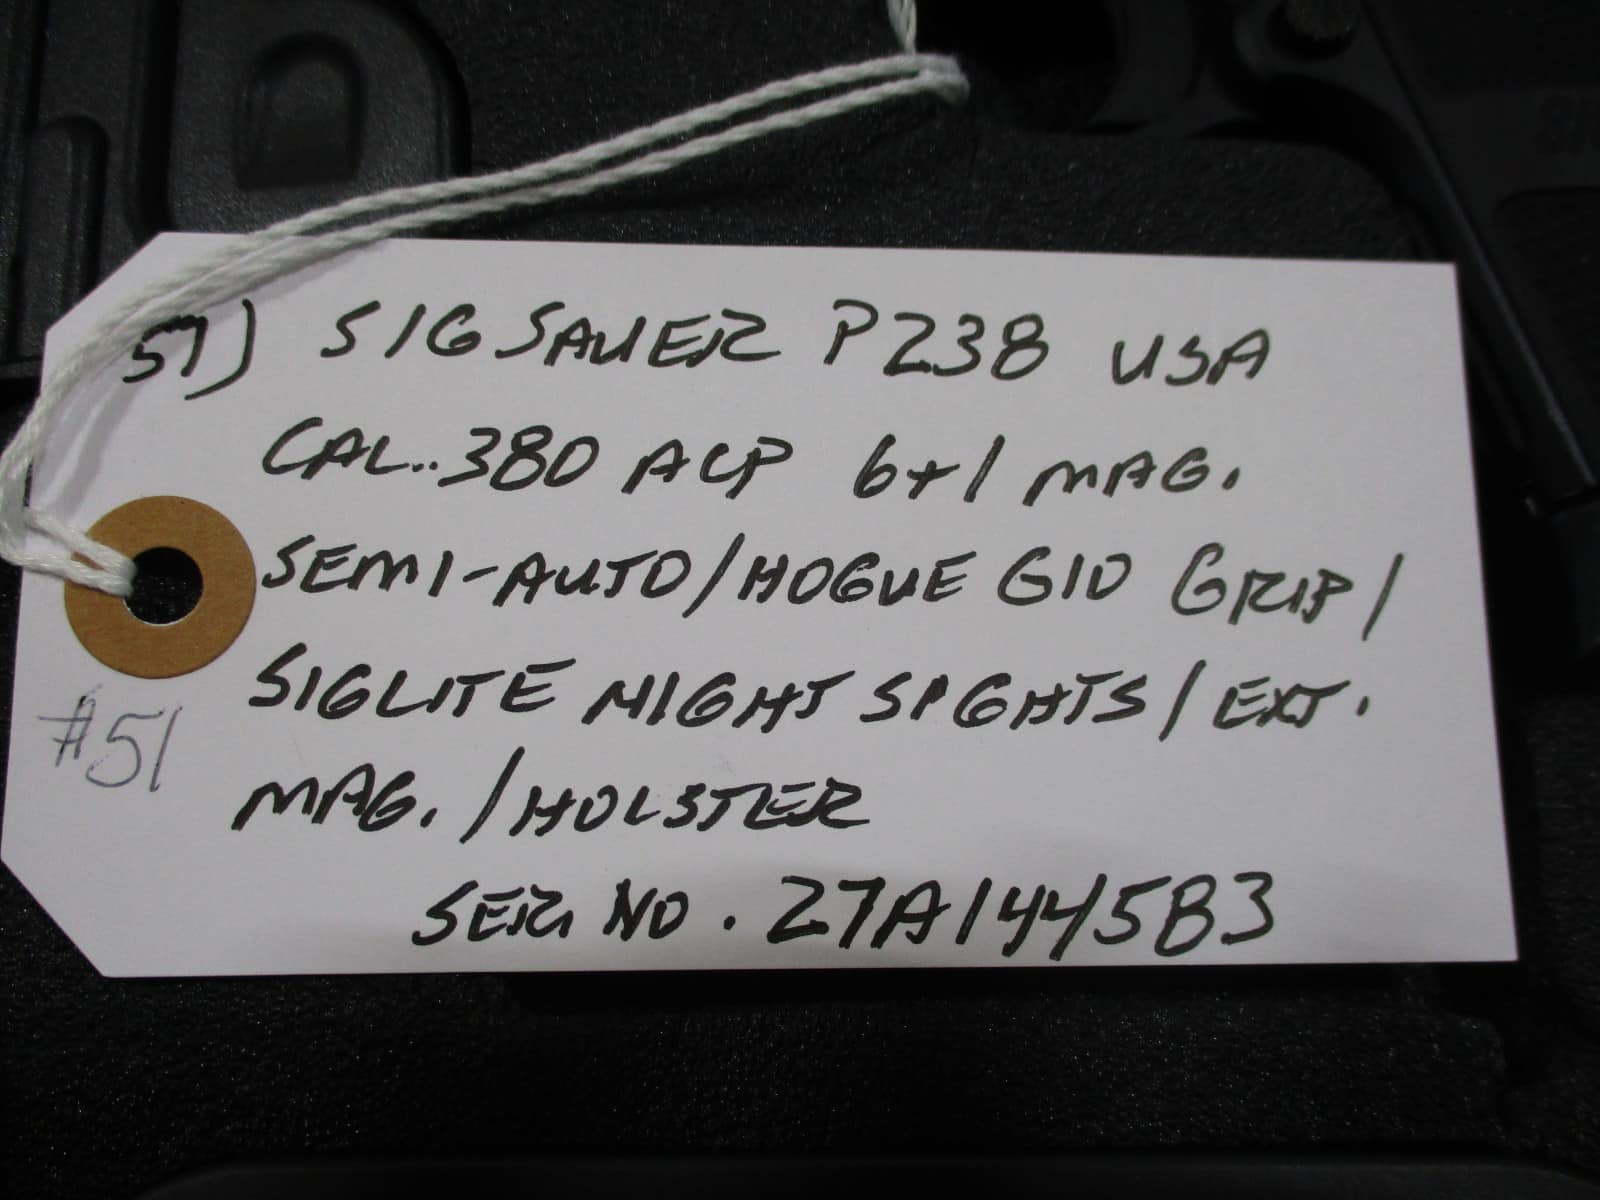 51) SIG SAUER P238 USA
CAL..380 ACP 6+1 MAG.
SEMI-AUTO/HOGUE G10 GRIP/
SIGLITE NIGHT SIGHTS/EXT.
MAG./HOLSTER
SER. NO. 27A144583
#51